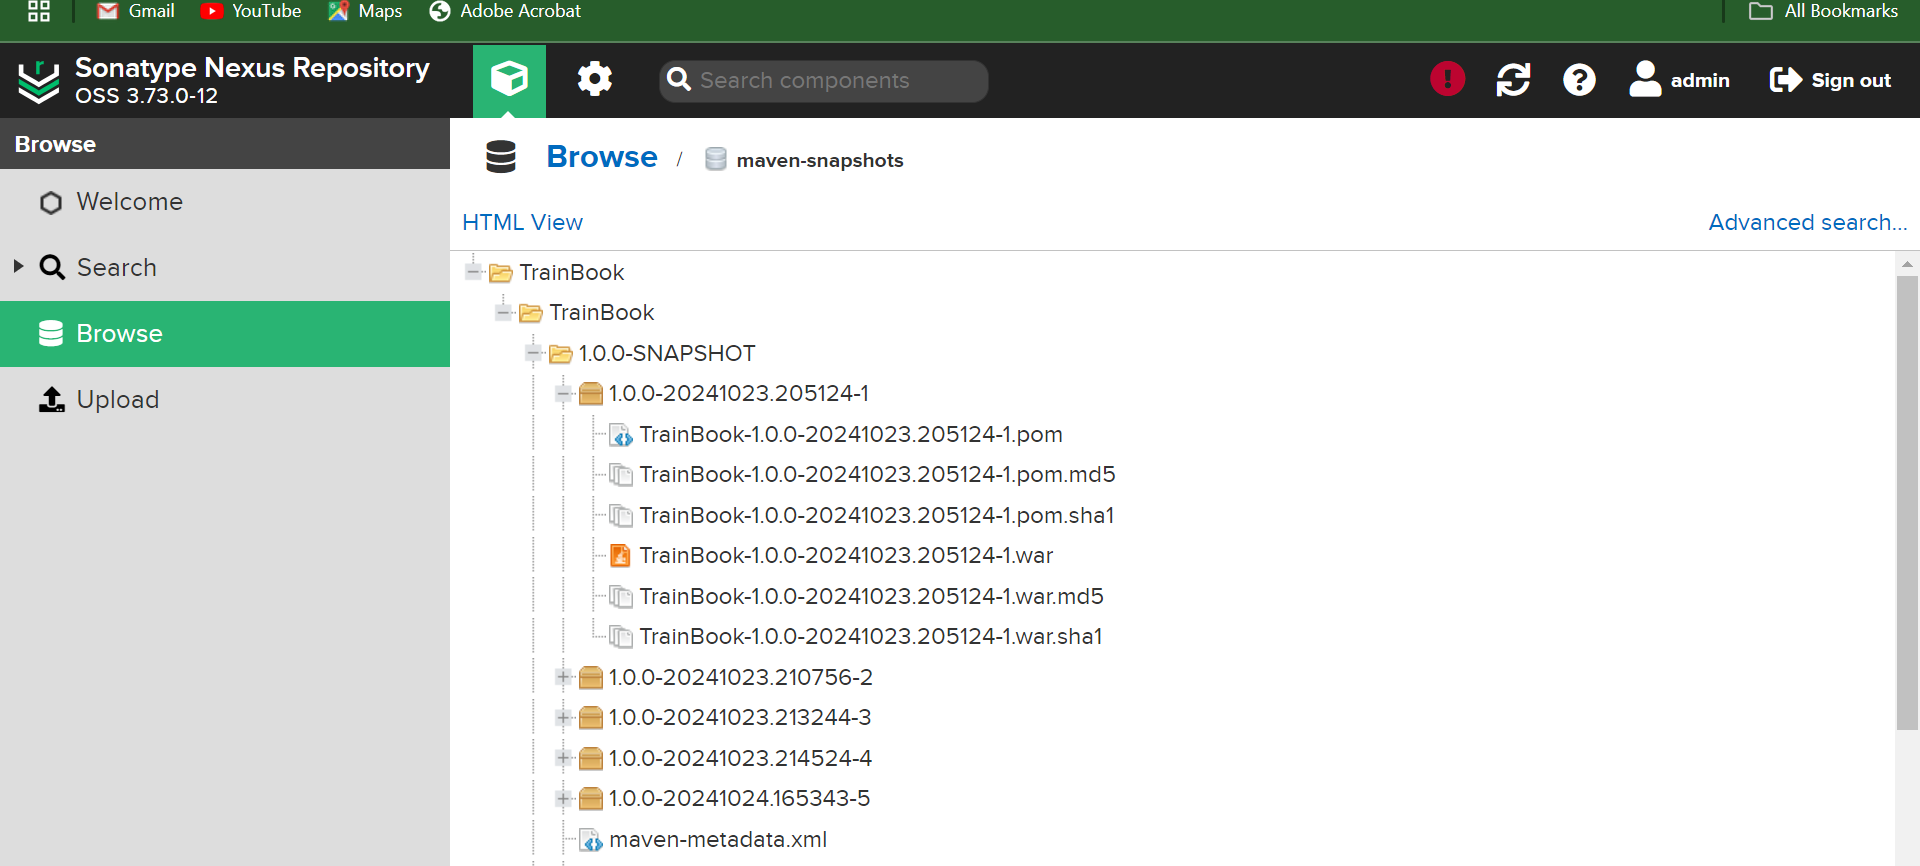 Gmail YouTube Maps Adobe Acrobat All Bookmarks
Sonatype Nexus Repository
OSS 3.73.0-12
Search components
admin
Sign out
Browse
Welcome
Search
Browse
Upload
Browse / maven-snapshots
HTML View
Advanced search...
TrainBook
TrainBook
1.0.0-SNAPSHOT
1.0.0-20241023.205124-1
TrainBook-1.0.0-20241023.205124-1.pom
TrainBook-1.0.0-20241023.205124-1.pom.md5
TrainBook-1.0.0-20241023.205124-1.pom.sha1
TrainBook-1.0.0-20241023.205124-1.war
TrainBook-1.0.0-20241023.205124-1.war.md5
TrainBook-1.0.0-20241023.205124-1.war.sha1
1.0.0-20241023.210756-2
1.0.0-20241023.213244-3
1.0.0-20241023.214524-4
1.0.0-20241024.165343-5
maven-metadata.xml